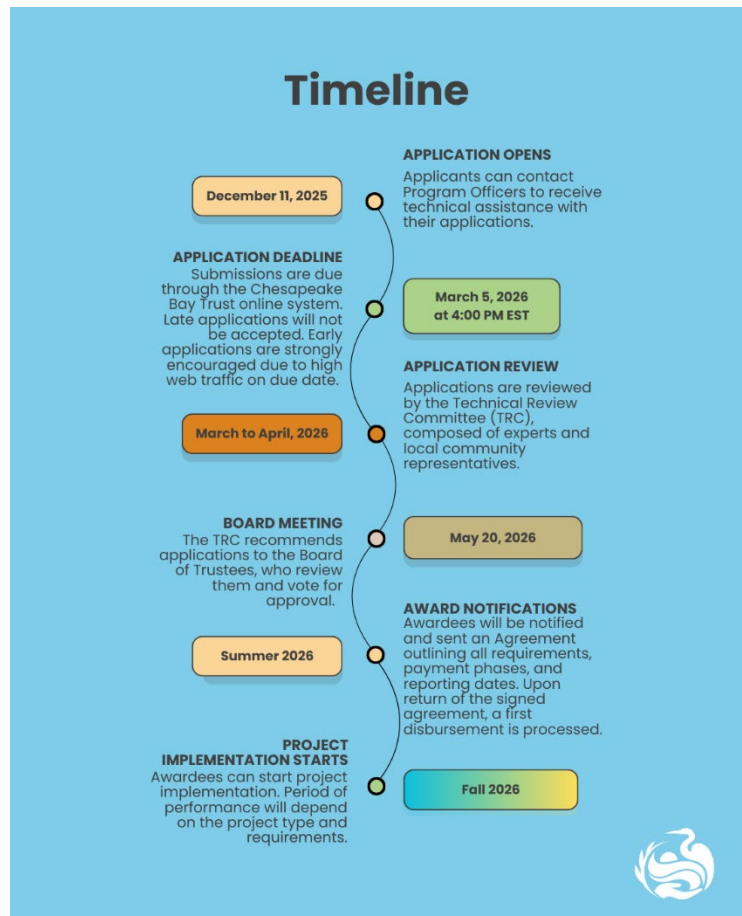 Timeline
December 11, 2025
APPLICATION OPENS
Applicants can contact
Program Officers to receive
technical assistance with
their applications.
APPLICATION DEADLINE
Submissions are due
through the Chesapeake
Bay Trust online system.
Late applications will not
be accepted. Early
applications are strongly
encouraged due to high
web traffic on due date.
March 5, 2026
at 4:00 PM EST
March to April, 2026
APPLICATION REVIEW
Applications are reviewed
by the Technical Review
Committee (TRC),
composed of experts and
local community
representatives.
BOARD MEETING
The TRC recommends
applications to the Board
of Trustees, who review
them and vote for
approval.
May 20, 2026
Summer 2026
AWARD NOTIFICATIONS
Awardees will be notified
and sent an Agreement
outlining all requirements,
payment phases, and
reporting dates. Upon
return of the signed
agreement, a first
disbursement is processed.
PROJECT
IMPLEMENTATION STARTS
Awardees can start project
implementation. Period of
performance will depend
on the project type and
requirements.
Fall 2026